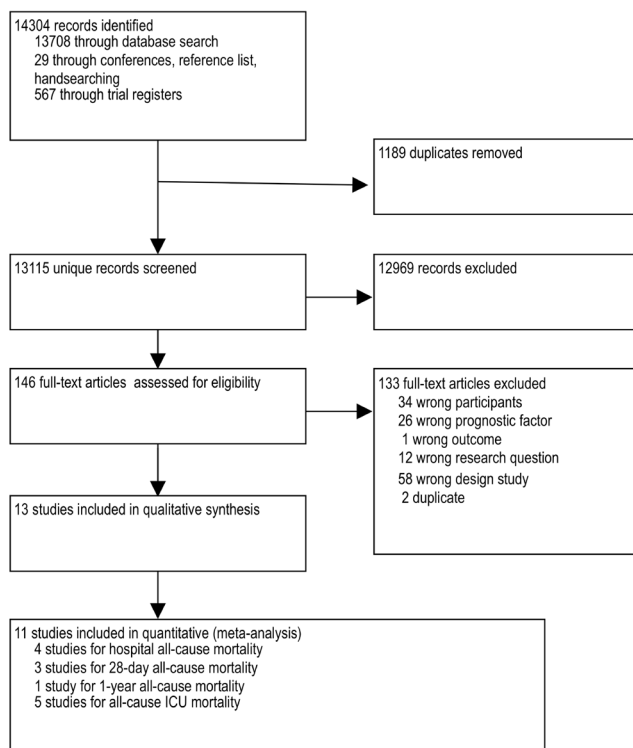 14304 records identified
13708 through database search
29 through conferences, reference list,
handsearching
567 through trial registers
1189 duplicates removed
13115 unique records screened
12969 records excluded
146 full-text articles assessed for eligibility
133 full-text articles excluded
34 wrong participants
26 wrong prognostic factor
1 wrong outcome
12 wrong research question
58 wrong design study
2 duplicate
13 studies included in qualitative synthesis
11 studies included in quantitative (meta-analysis)
4 studies for hospital all-cause mortality
3 studies for 28-day all-cause mortality
1 study for 1-year all-cause mortality
5 studies for all-cause ICU mortality